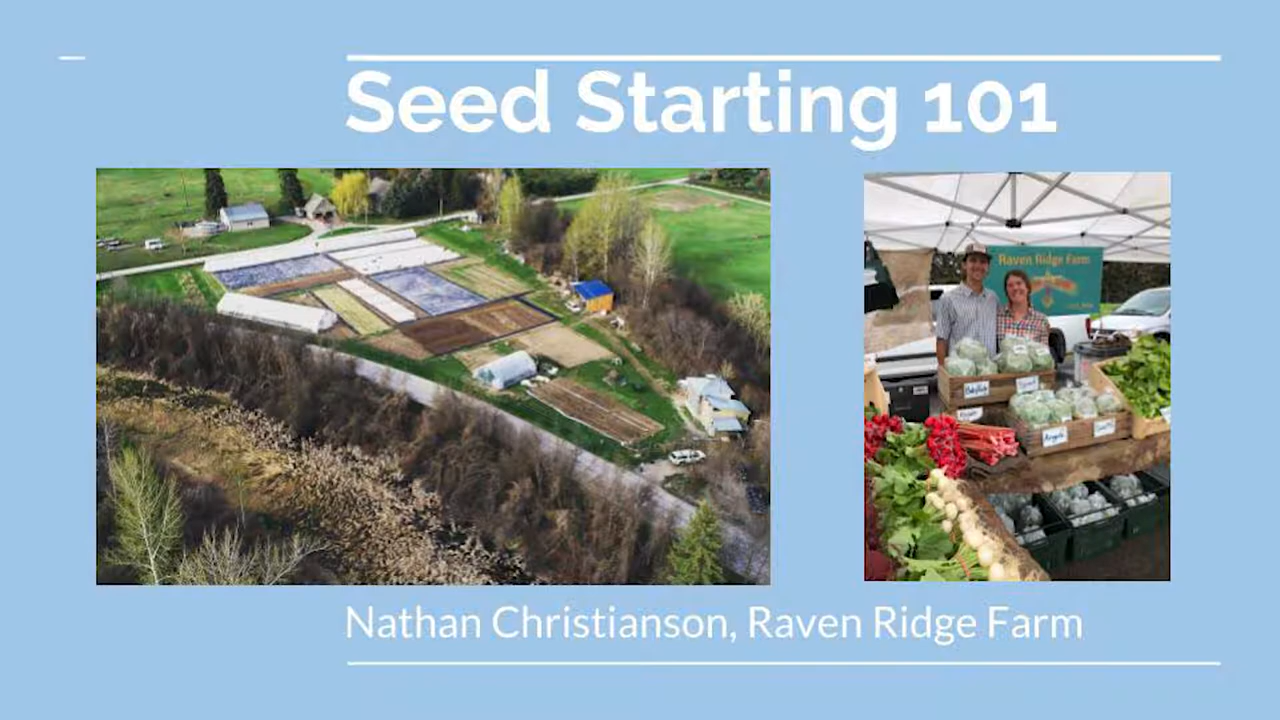 Seed Starting 101
Raven Ridge Farm
Nathan Christianson, Raven Ridge Farm